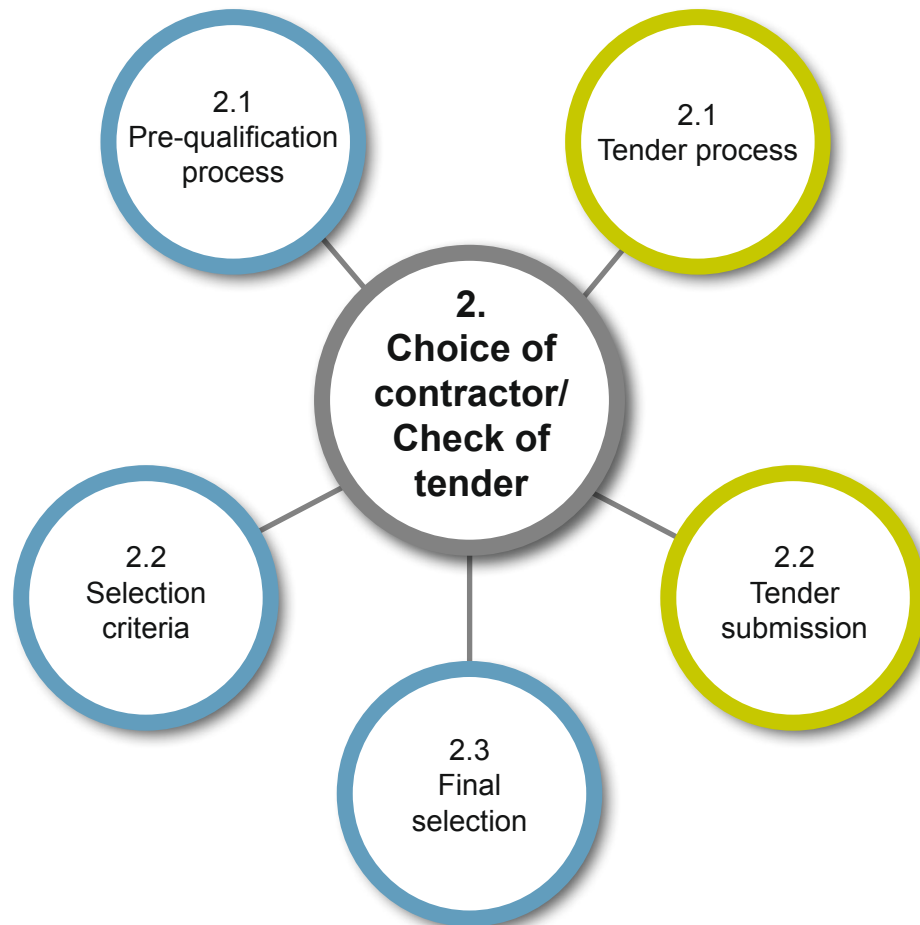 2.1
Pre-qualification
process
2.1
Tender process
2.
Choice of
contractor/
Check of
tender
2.2
Selection
criteria
2.2
Tender
submission
2.3
Final
selection